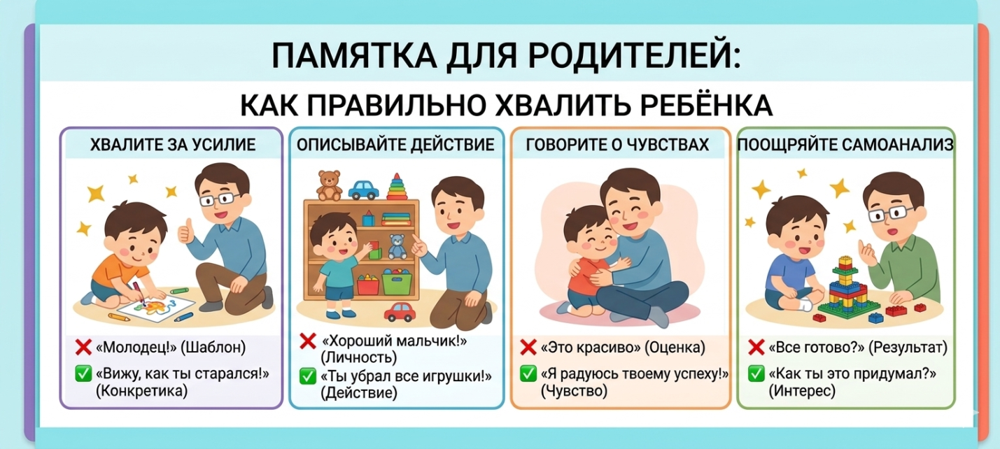 ПАМЯТКА ДЛЯ РОДИТЕЛЕЙ:
КАК ПРАВИЛЬНО ХВАЛИТЬ РЕБЁНКА
ХВАЛИТЕ ЗА УСИЛИЕ
❌ «Молодец!» (Шаблон)
✅ «Вижу, как ты старался!»
(Конкретика)
ОПИСЫВАЙТЕ ДЕЙСТВИЕ
❌ «Хороший мальчик!»
(Личность)
✅ «Ты убрал все игрушки!»
(Действие)
ГОВОРИТЕ О ЧУВСТВАХ
❌ «Это красиво» (Оценка)
✅ «Я радуюсь твоему успеху!»
(Чувство)
ПООЩРЯЙТЕ САМОАНАЛИЗ
❌ «Все готово?» (Результат)
✅ «Как ты это придумал?»
(Интерес)